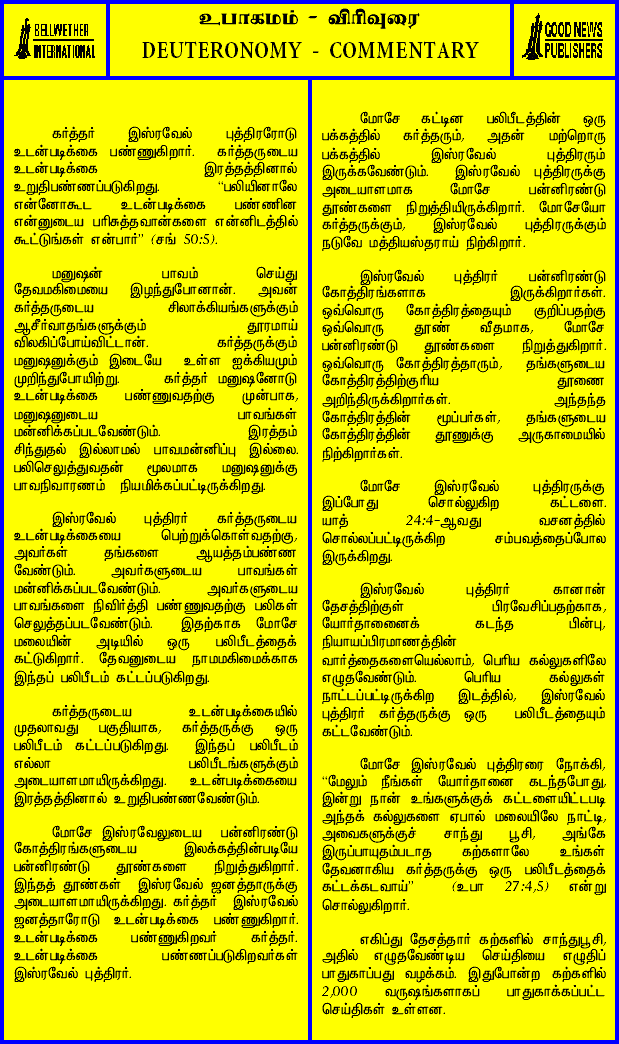 BELLWETHER
INTERNATIONAL
உபாகமம் - விரிவுரை
DEUTERONOMY - COMMENTARY
GOOD NEWS
PUBLISHERS
கர்த்தர் இஸ்ரவேல் புத்திரரோடு
உடன்படிக்கை பண்ணுகிறார். கர்த்தருடைய
உடன்படிக்கை இரத்தத்தினால்
உறுதிபண்ணப்படுகிறது. "பலியினாலே
என்னோகூட உடன்படிக்கை பண்ணின
என்னுடைய பரிசுத்தவான்களை என்னிடத்தில்
கூட்டுங்கள் என்பார்" (சங் 50:5).
மனுஷன் பாவம் செய்து
தேவமகிமையை இழந்துபோனான். அவன்
கர்த்தருடைய சிலாக்கியங்களுக்கும்
ஆசீர்வாதங்களுக்கும் தூரமாய்
விலகிப்போய்விட்டான். கர்த்தருக்கும்
மனுஷனுக்கும் இடையே உள்ள ஐக்கியமும்
முறிந்துபோயிற்று. கர்த்தர் மனுஷனோடு
உடன்படிக்கை பண்ணுவதற்கு முன்பாக,
மனுஷனுடைய பாவங்கள்
மன்னிக்கப்படவேண்டும். இரத்தம்
சிந்துதல் இல்லாமல் பாவமன்னிப்பு இல்லை.
பலிசெலுத்துவதன் மூலமாக மனுஷனுக்கு
பாவநிவாரணம் நியமிக்கப்பட்டிருக்கிறது.
இஸ்ரவேல் புத்திரர் கர்த்தருடைய
உடன்படிக்கையை பெற்றுக்கொள்வதற்கு,
அவர்கள் தங்களை ஆயத்தம்பண்ண
வேண்டும். அவர்களுடைய பாவங்கள்
மன்னிக்கப்படவேண்டும். அவர்களுடைய
பாவங்களை நிவிர்த்தி பண்ணுவதற்கு பலிகள்
செலுத்தப்படவேண்டும். இதற்காக மோசே
மலையின் அடியில் ஒரு பலிபீடத்தைக்
கட்டுகிறார். தேவனுடைய நாமமகிமைக்காக
இந்தப் பலிபீடம் கட்டப்படுகிறது.
கர்த்தருடைய உடன்படிக்கையில்
முதலாவது பகுதியாக, கர்த்தருக்கு ஒரு
பலிபீடம் கட்டப்படுகிறது. இந்தப் பலிபீடம்
எல்லா பலிபீடங்களுக்கும்
அடையாளமாயிருக்கிறது. உடன்படிக்கையை
இரத்தத்தினால் உறுதிபண்ணவேண்டும்.
மோசே இஸ்ரவேலுடைய பன்னிரண்டு
கோத்திரங்களுடைய இலக்கத்தின்படியே
பன்னிரண்டு தூண்களை நிறுத்துகிறார்.
இந்தத் தூண்கள் இஸ்ரவேல் ஜனத்தாருக்கு
அடையாளமாயிருக்கிறது. கர்த்தர் இஸ்ரவேல்
ஜனத்தாரோடு உடன்படிக்கை பண்ணுகிறார்.
உடன்படிக்கை பண்ணுகிறவர் கர்த்தர்.
உடன்படிக்கை பண்ணப்படுகிறவர்கள்
இஸ்ரவேல் புத்திரர்.
மோசே கட்டின பலிபீடத்தின் ஒரு
பக்கத்தில் கர்த்தரும், அதன் மற்றொரு
பக்கத்தில் இஸ்ரவேல் புத்திரரும்
இருக்கவேண்டும். இஸ்ரவேல் புத்திரருக்கு
அடையாளமாக மோசே பன்னிரண்டு
தூண்களை நிறுத்தியிருக்கிறார். மோசேயோ
கர்த்தருக்கும், இஸ்ரவேல் புத்திரருக்கும்
நடுவே மத்தியஸ்தராய் நிற்கிறார்.
இஸ்ரவேல் புத்திரர் பன்னிரண்டு
கோத்திரங்களாக இருக்கிறார்கள்.
ஒவ்வொரு கோத்திரத்தையும் குறிப்பதற்கு
ஒவ்வொரு தூண் வீதமாக, மோசே
பன்னிரண்டு தூண்களை நிறுத்துகிறார்.
ஒவ்வொரு கோத்திரத்தாரும், தங்களுடைய
கோத்திரத்திற்குரிய தூணை
அறிந்திருக்கிறார்கள். அந்தந்த
கோத்திரத்தின் மூப்பர்கள், தங்களுடைய
கோத்திரத்தின் தூணுக்கு அருகாமையில்
நிற்கிறார்கள்.
மோசே இஸ்ரவேல் புத்திரருக்கு
இப்போது சொல்லுகிற கட்டளை.
யாத் 24:4-ஆவது வசனத்தில்
சொல்லப்பட்டிருக்கிற சம்பவத்தைப்போல
இருக்கிறது.
இஸ்ரவேல் புத்திரர் கானான்
தேசத்திற்குள் பிரவேசிப்பதற்காக,
யோர்தானைைக் கடந்த பின்பு,
நியாயப்பிரமாணத்தின்
வார்த்தைகளையெல்லாம், பெரிய கல்லுகளிலே
எழுதவேண்டும். பெரிய கல்லுகள்
நாட்டப்பட்டிருக்கிற இடத்தில், இஸ்ரவேல்
புத்திரர் கர்த்தருக்கு ஒரு பலிபீடத்தையும்
கட்டவேண்டும்.
மோசே இஸ்ரவேல் புத்திரரை நோக்கி,
"மேலும் நீங்கள் யோர்தானை கடந்தபோது,
இன்று நான் உங்களுக்குக் கட்டளையிட்டபடி
அந்தக் கல்லுகளை ஏபால் மலையிலே நாட்டி,
அவைகளுக்குச் சாந்து பூசி, அங்கே
இருப்பாயுதம்படாத கற்களாலே உங்கள்
தேவனாகிய கர்த்தருக்கு ஒரு பலிபீடத்தைக்
கட்டக்கடவாய்" (உபா 27:4,5) என்று
சொல்லுகிறார்.
எகிப்து தேசத்தார் கற்களில் சாந்துபூசி,
அதில் எழுதவேண்டிய செய்தியை எழுதிப்
பாதுகாப்பது வழக்கம். இதுபோன்ற கற்களில்
2,000 வருஷங்களாகப் பாதுகாக்கப்பட்ட
செய்திகள் உள்ளன.